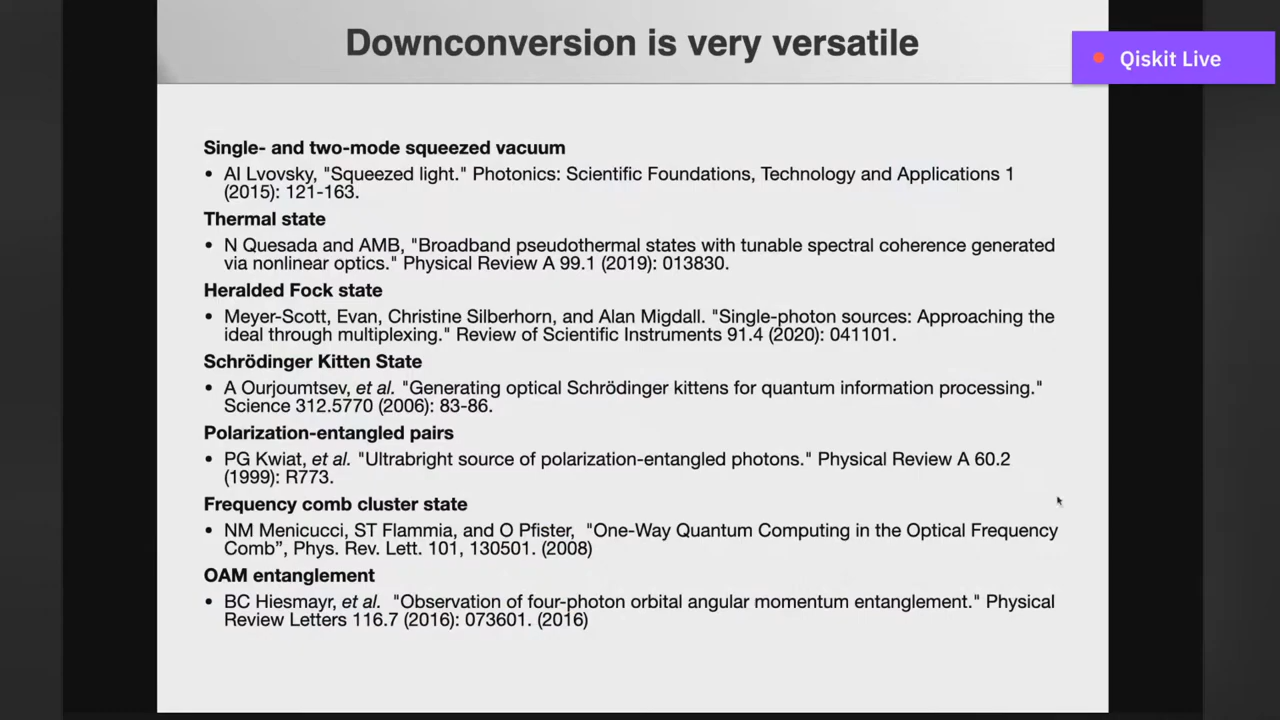 Downconversion is very versatile
Qiskit Live
Single- and two-mode squeezed vacuum
• AI Lvovsky, "Squeezed light." Photonics: Scientific Foundations, Technology and Applications 1
(2015): 121-163.
Thermal state
• N Quesada and AMB, "Broadband pseudothermal states with tunable spectral coherence generated
via nonlinear optics." Physical Review A 99.1 (2019): 013830.
Heralded Fock state
• Meyer-Scott, Evan, Christine Silberhorn, and Alan Migdall. "Single-photon sources: Approaching the
ideal through multiplexing." Review of Scientific Instruments 91.4 (2020): 041101.
Schrödinger Kitten State
• A Ourjoumtsev, et al. "Generating optical Schrödinger kittens for quantum information processing."
Science 312.5770 (2006): 83-86.
Polarization-entangled pairs
• PG Kwiat, et al. "Ultrabright source of polarization-entangled photons." Physical Review A 60.2
(1999): R773.
Frequency comb cluster state
• NM Menicucci, ST Flammia, and O Pfister, "One-Way Quantum Computing in the Optical Frequency
Comb”, Phys. Rev. Lett. 101, 130501. (2008)
OAM entanglement
• BC Hiesmayr, et al. "Observation of four-photon orbital angular momentum entanglement." Physical
Review Letters 116.7 (2016): 073601. (2016)